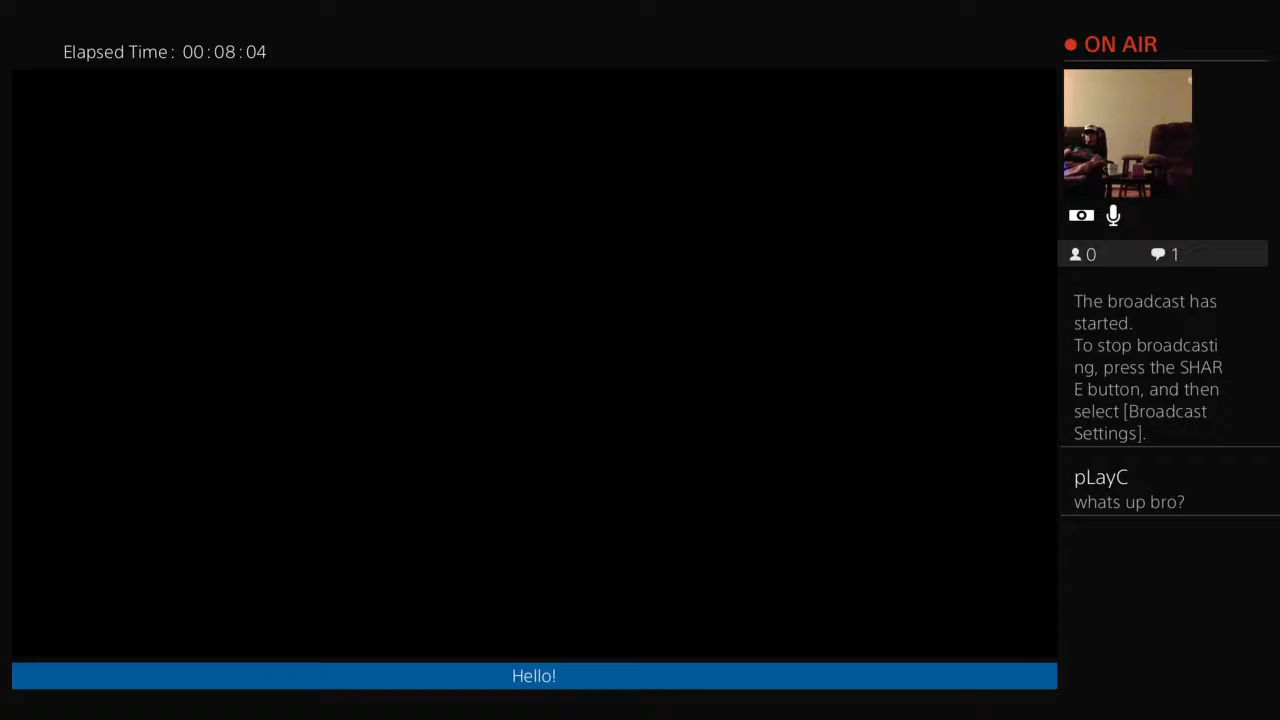 Elapsed Time: 00:08:04
ON AIR
0 1
The broadcast has
started.
To stop broadcasti
ng, press the SHAR
E button, and then
select [Broadcast
Settings].
pLayC
whats up bro?
Hello!